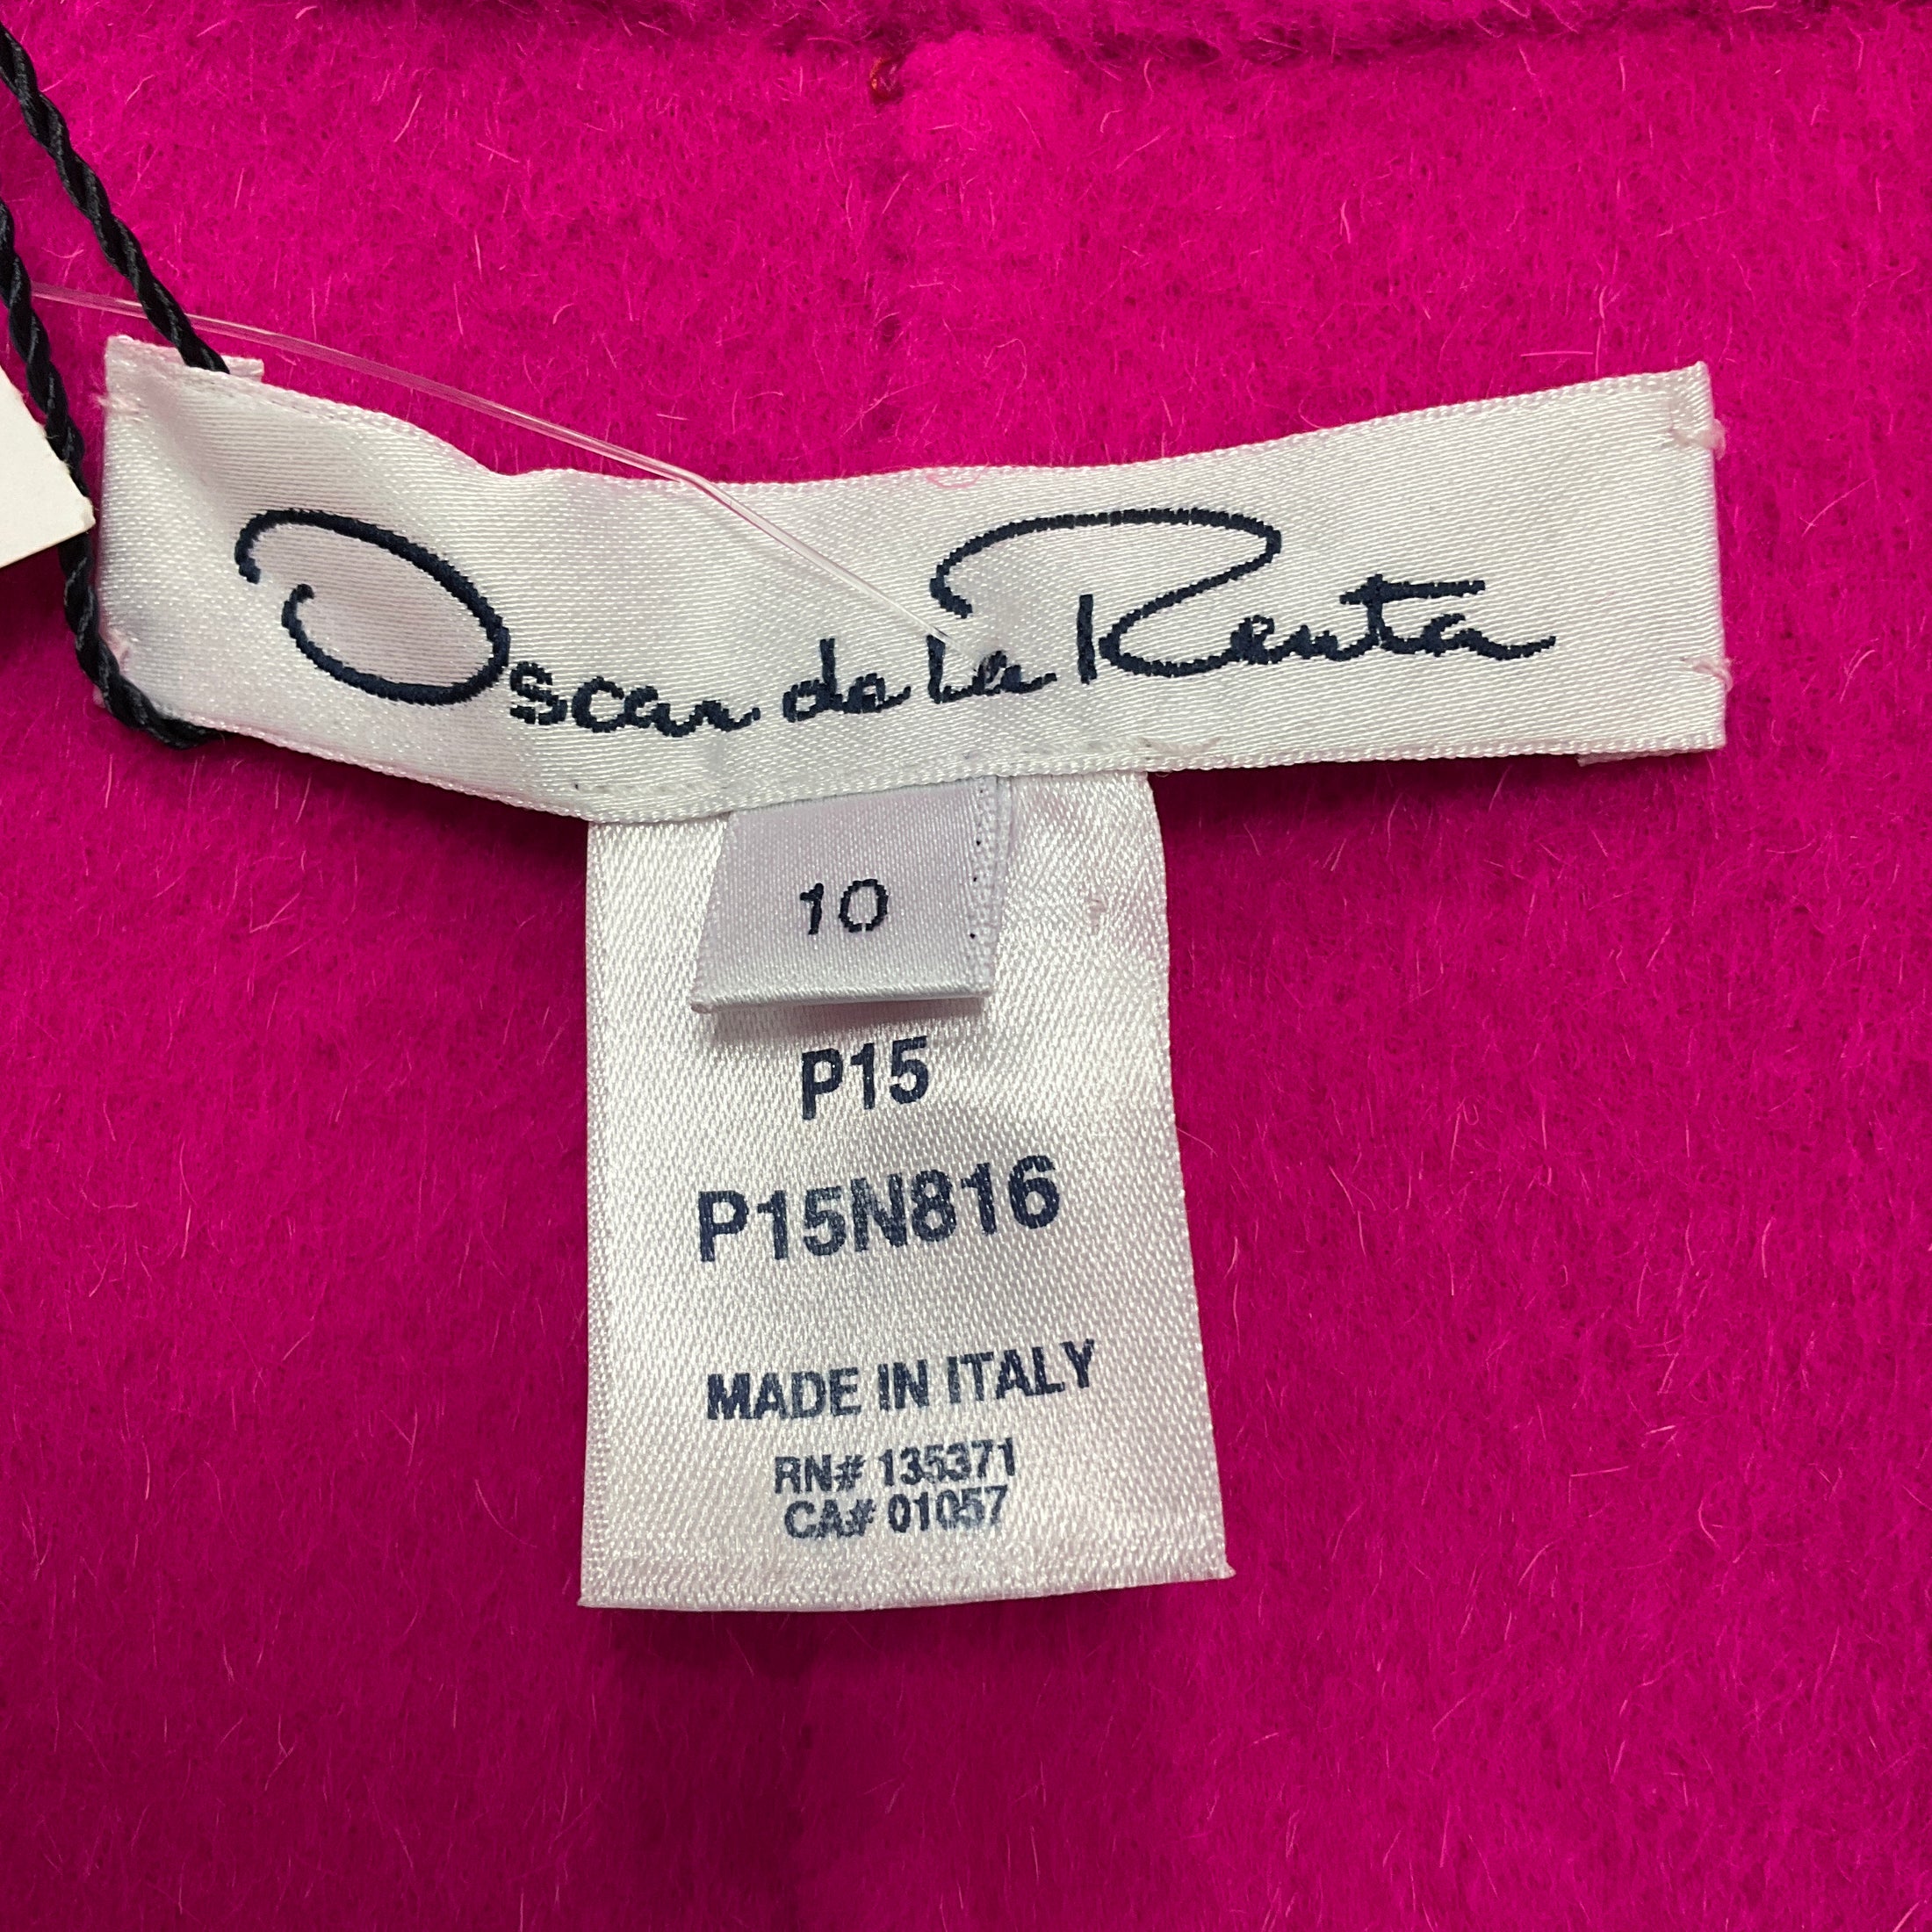 Oscar de la Renta
10
P15
P15N816
MADE IN ITALY
RN# 135371
CA# 01057